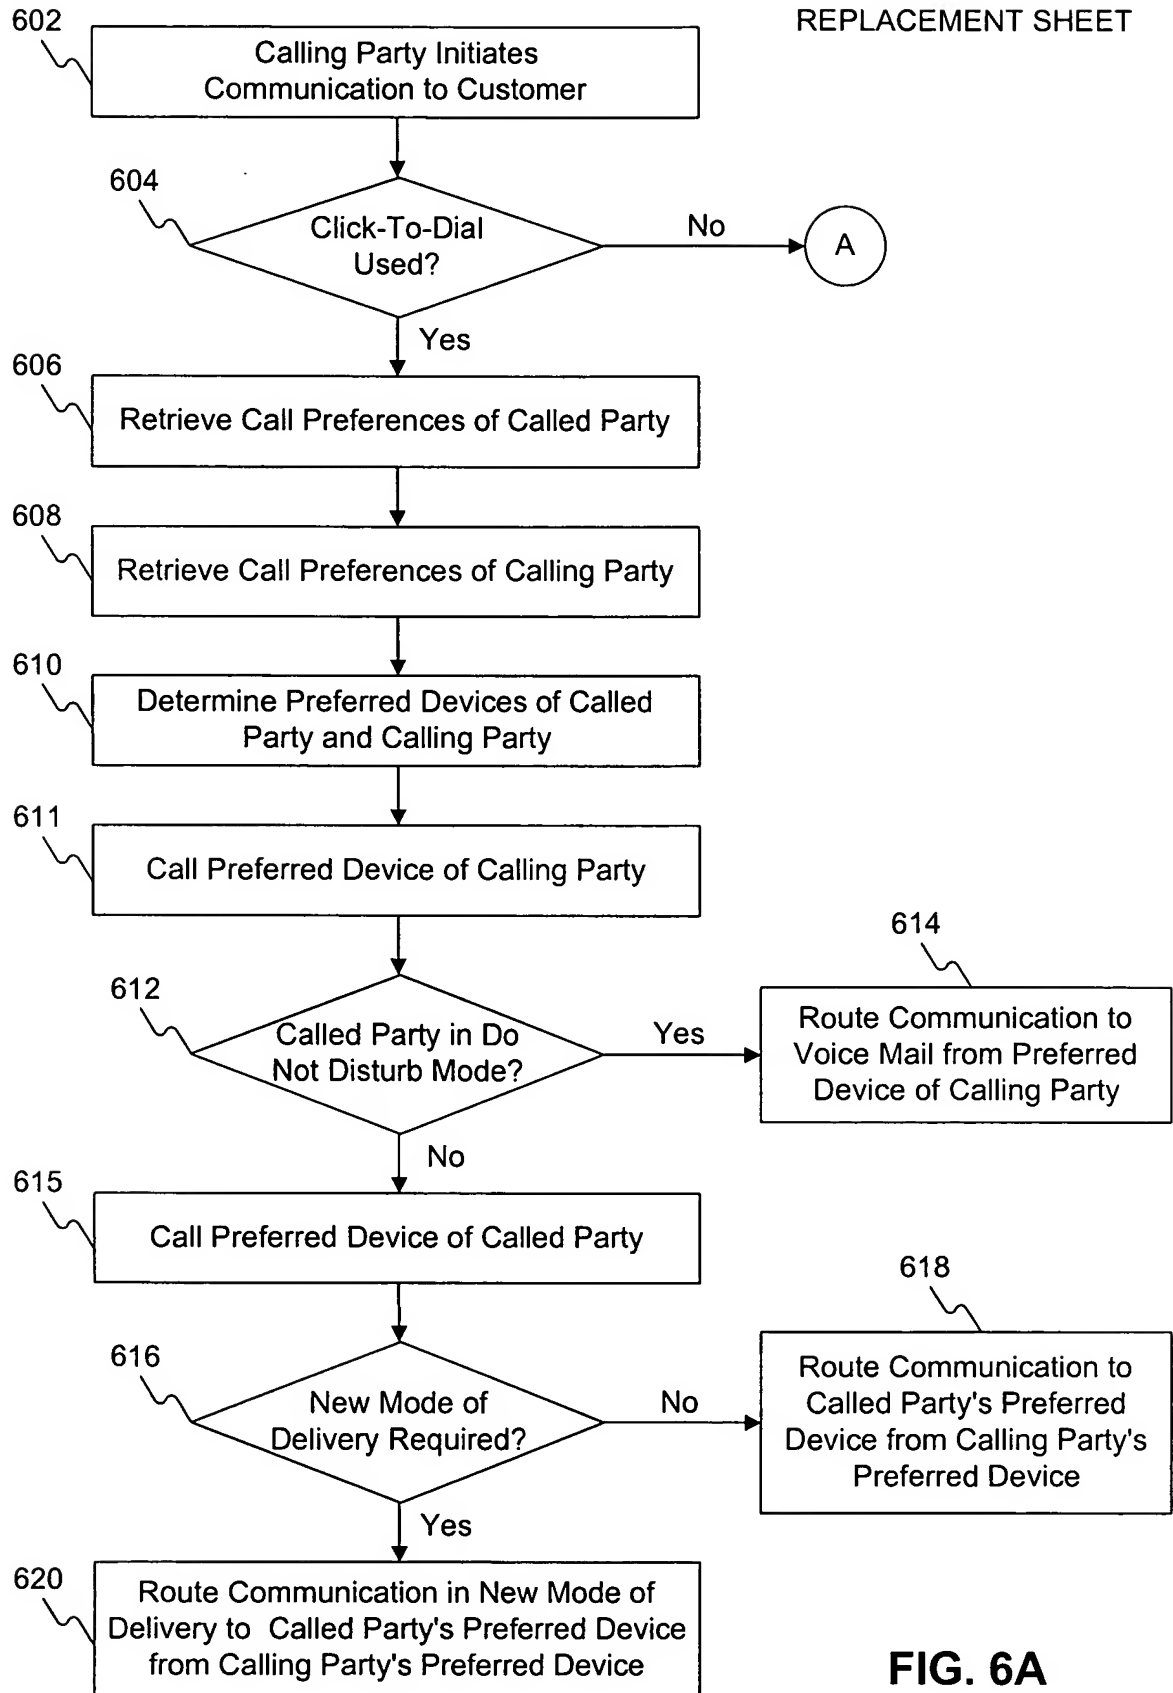 REPLACEMENT SHEET
602
Calling Party Initiates
Communication to Customer
604
Click-To-Dial
Used?
No
A
Yes
606
Retrieve Call Preferences of Called Party
608
Retrieve Call Preferences of Calling Party
610
Determine Preferred Devices of Called
Party and Calling Party
611
Call Preferred Device of Calling Party
612
Called Party in Do
Not Disturb Mode?
Yes
614
Route Communication to
Voice Mail from Preferred
Device of Calling Party
No
615
Call Preferred Device of Called Party
616
New Mode of
Delivery Required?
No
618
Route Communication to
Called Party's Preferred
Device from Calling Party's
Preferred Device
Yes
620
Route Communication in New Mode of
Delivery to Called Party's Preferred Device
from Calling Party's Preferred Device
FIG. 6A